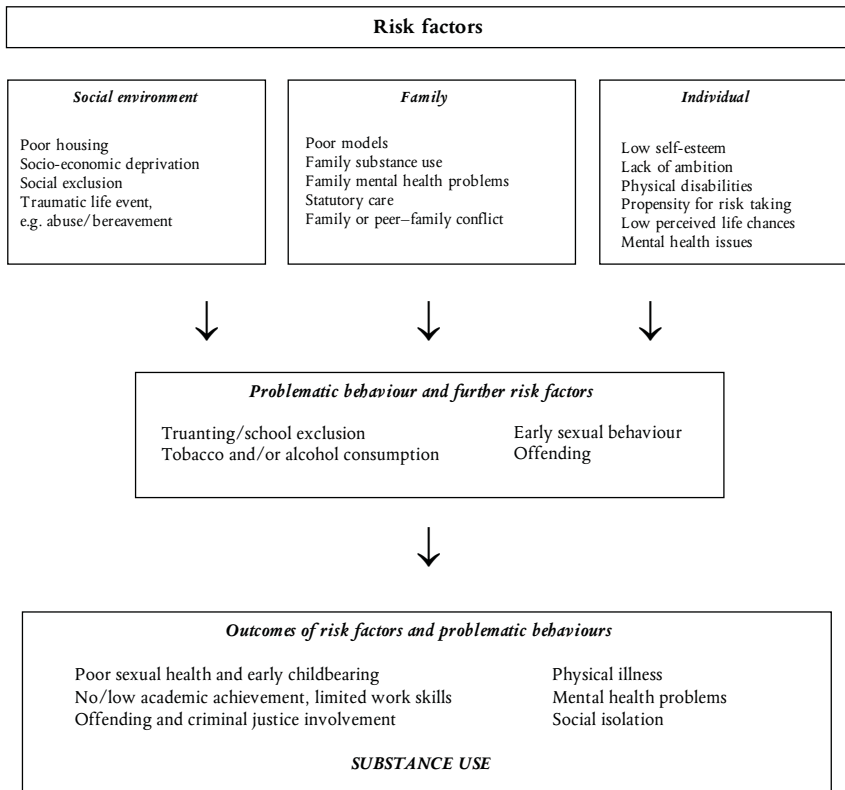 Risk factors
Social environment
Poor housing
Socio-economic deprivation
Social exclusion
Traumatic life event,
e.g. abuse/bereavement
Family
Poor models
Family substance use
Family mental health problems
Statutory care
Family or peer–family conflict
Individual
Low self-esteem
Lack of ambition
Physical disabilities
Propensity for risk taking
Low perceived life chances
Mental health issues
Problematic behaviour and further risk factors
Truanting/school exclusion
Tobacco and/or alcohol consumption
Early sexual behaviour
Offending
Outcomes of risk factors and problematic behaviours
Poor sexual health and early childbearing
No/low academic achievement, limited work skills
Offending and criminal justice involvement
Physical illness
Mental health problems
Social isolation
SUBSTANCE USE